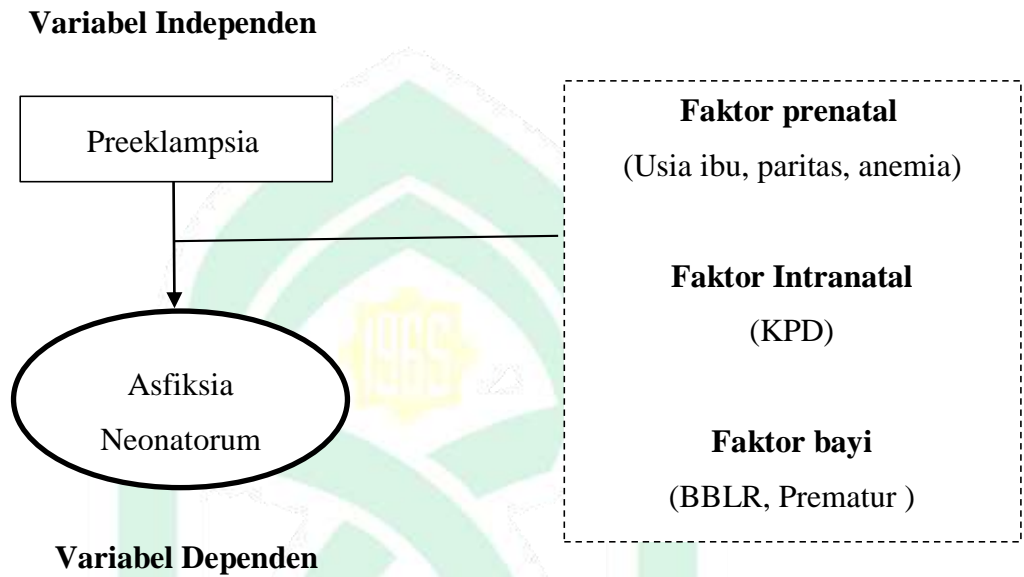 Variabel Independen
Preeklampsia
Asfiksia
Neonatorum
Variabel Dependen
Faktor prenatal
(Usia ibu, paritas, anemia)
Faktor Intranatal
(KPD)
Faktor bayi
(BBLR, Prematur )
1965